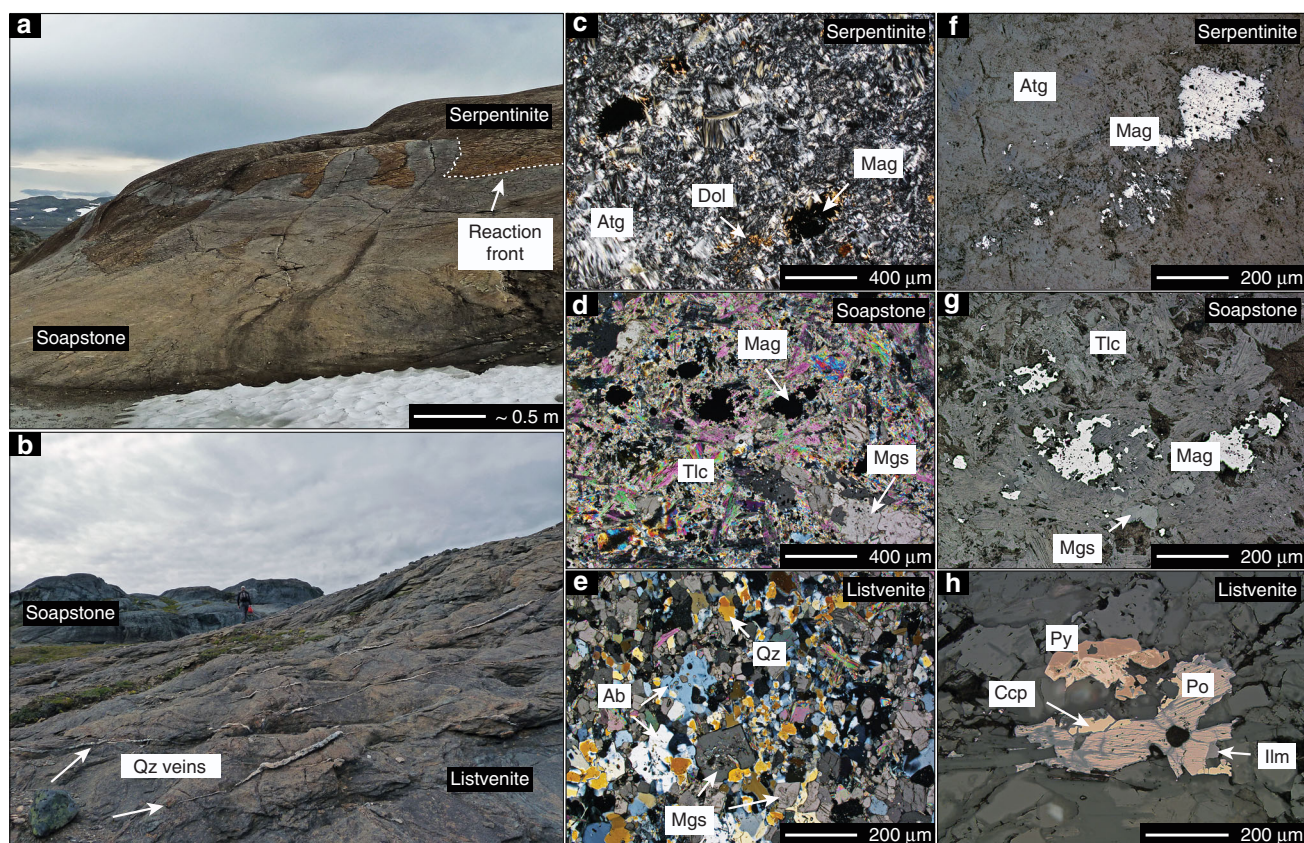 a
Serpentinite
Reaction
front
Soapstone
~ 0.5 m
b
Soapstone
Qz veins
Listvenite
c
Serpentinite
Mag
Dol
Atg
400 μm
d
Soapstone
Mag
Tlc
Mgs
400 μm
e
Listvenite
Qz
Ab
Mgs
200 μm
f
Serpentinite
Atg
Mag
200 μm
g
Soapstone
Tlc
Mag
Mgs
200 μm
h
Listvenite
Py
Ccp
Po
Ilm
200 μm